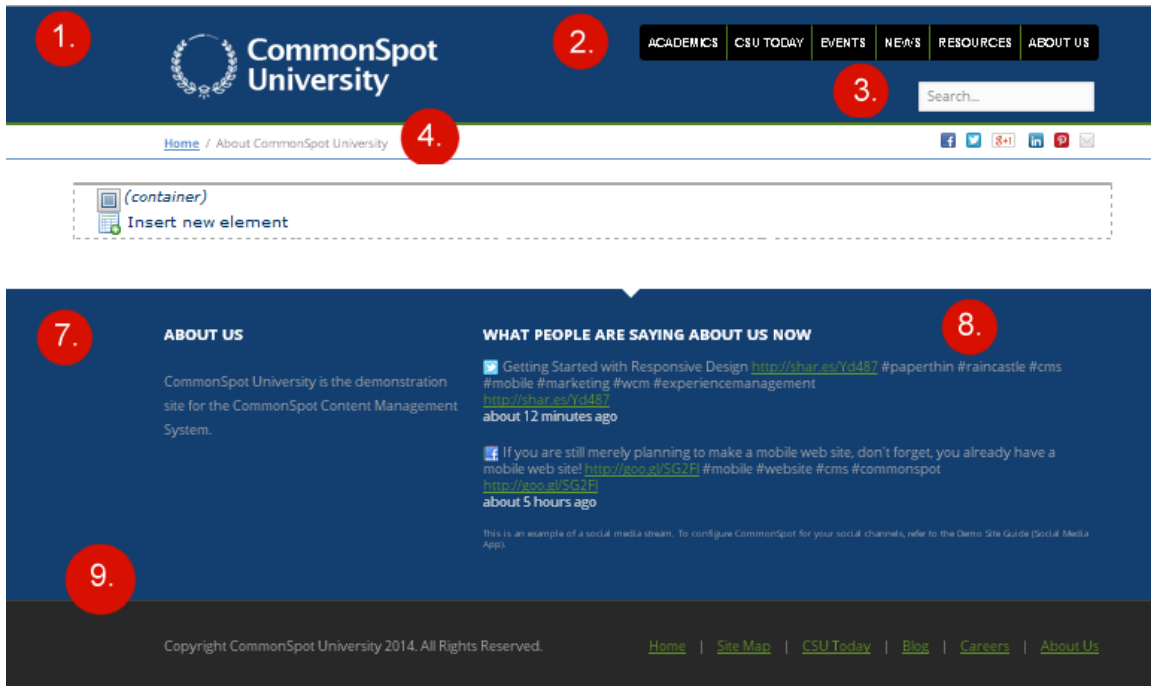 1.
CommonSpot
University
2.
ACADEMICS CSU TODAY EVENTS NEWS RESOURCES ABOUT US
3.
Search...
Home / About CommonSpot University
4.
f g+1 in p
(container)
Insert new element
7.
ABOUT US
CommonSpot University is the demonstration
site for the CommonSpot Content Management
System.
WHAT PEOPLE ARE SAYING ABOUT US NOW
8.
Getting Started with Responsive Design http://shar.es/Yd487 #paperthin #raincastle #cms
#mobile #marketing #wcm #experiencemanagement
http://shar.es/Yd487
about 12 minutes ago
f If you are still merely planning to make a mobile web site, don't forget, you already have a
mobile web site! http://goo.gl/SG2FI #mobile #website #cms #commonspot
http://goo.gl/SG2FI
about 5 hours ago
This is an example of a social media stream. To configure CommonSpot for your social channels, refer to the Demo Site Guide (Social Media
App).
9.
Copyright CommonSpot University 2014. All Rights Reserved.
Home | Site Map | CSU Today | Blog | Careers | About Us